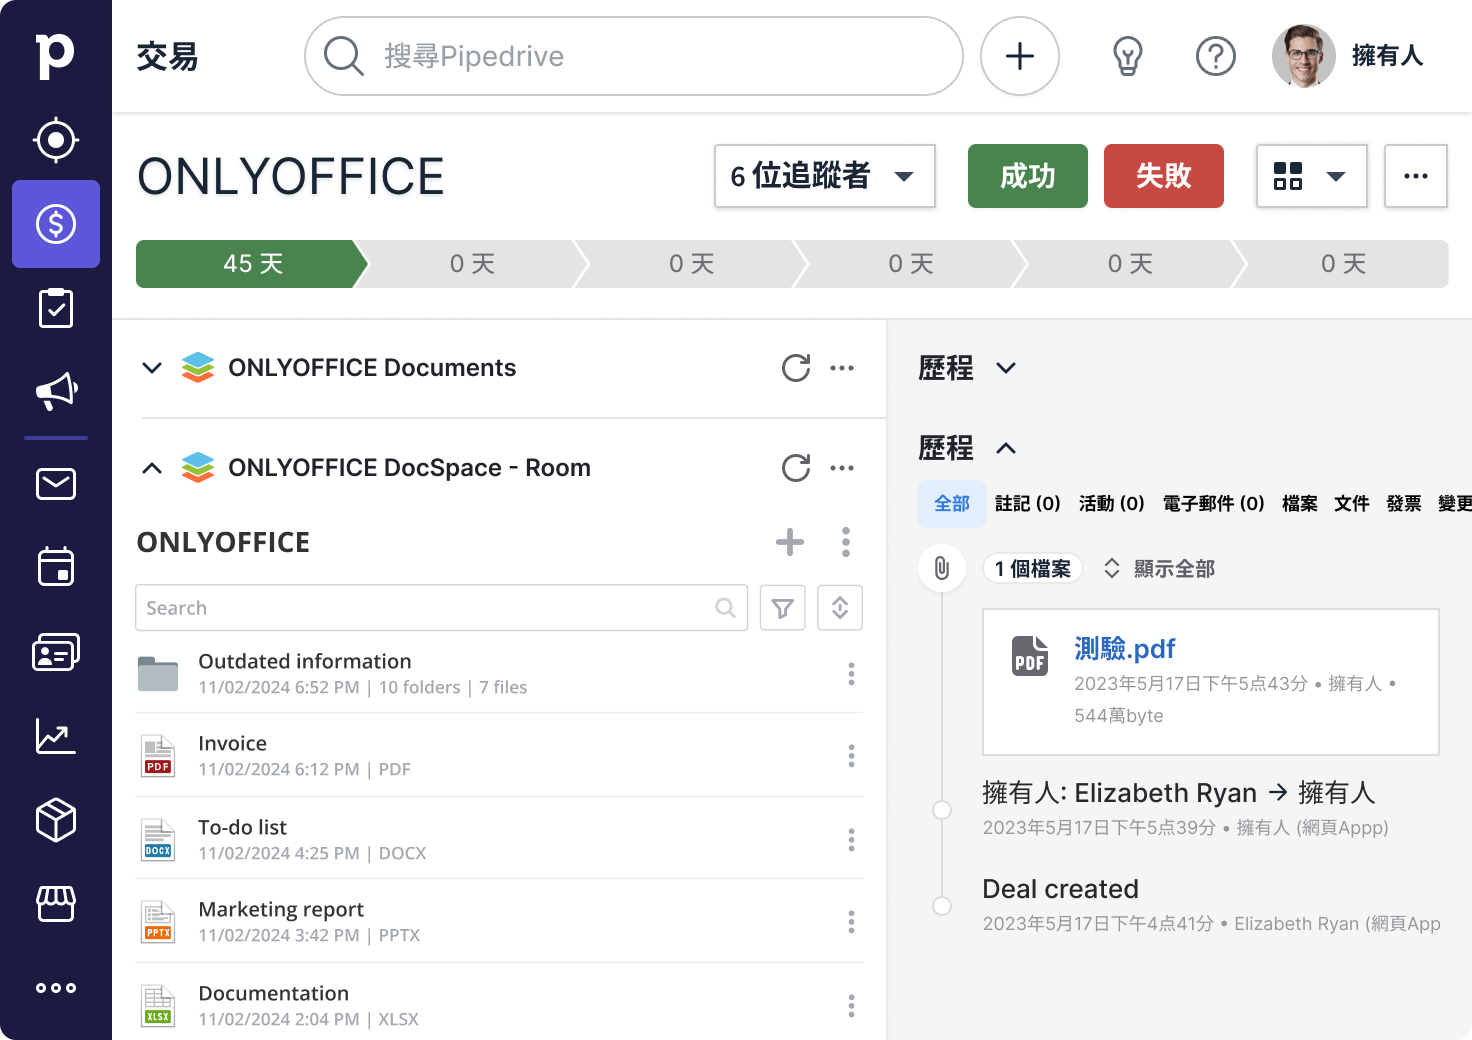 p
交易
搜尋Pipedrive
擁有人
ONLYOFFICE
6 位追蹤者
成功
失敗
45 天
0 天
0 天
0 天
0 天
0 天
ONLYOFFICE Documents
ONLYOFFICE DocSpace - Room
ONLYOFFICE
Search
Outdated information
11/02/2024 6:52 PM | 10 folders | 7 files
PDF
Invoice
11/02/2024 6:12 PM | PDF
DOCX
To-do list
11/02/2024 4:25 PM | DOCX
PPTX
Marketing report
11/02/2024 3:42 PM | PPTX
XLSX
Documentation
11/02/2024 2:04 PM | XLSX
歷程
歷程
全部 註記 (0) 活動 (0) 電子郵件 (0) 檔案 文件 發票 變更
1 個檔案
顯示全部
PDF
測驗.pdf
2023年5月17日下午5点43分 • 擁有人 •
544萬byte
擁有人: Elizabeth Ryan → 擁有人
2023年5月17日下午5点39分 • 擁有人 (網頁Appp)
Deal created
2023年5月17日下午4点41分 • Elizabeth Ryan (網頁App